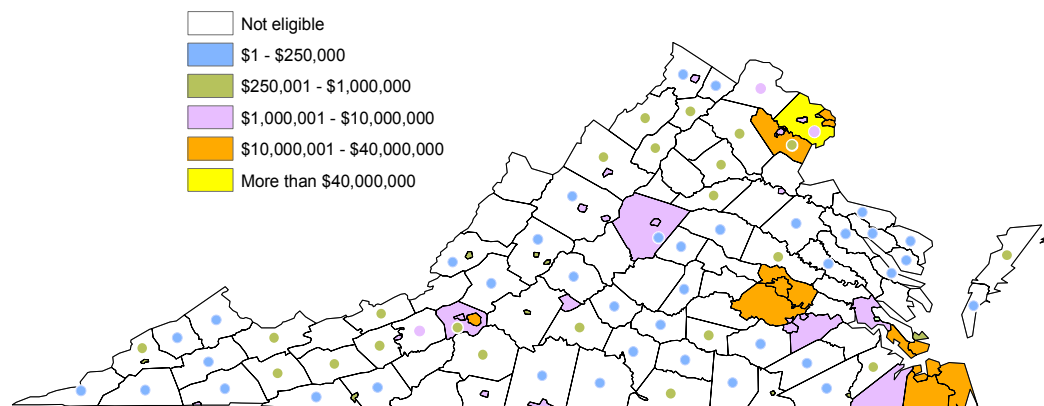 Not eligible
$1 - $250,000
$250,001 - $1,000,000
$1,000,001 - $10,000,000
$10,000,001 - $40,000,000
More than $40,000,000